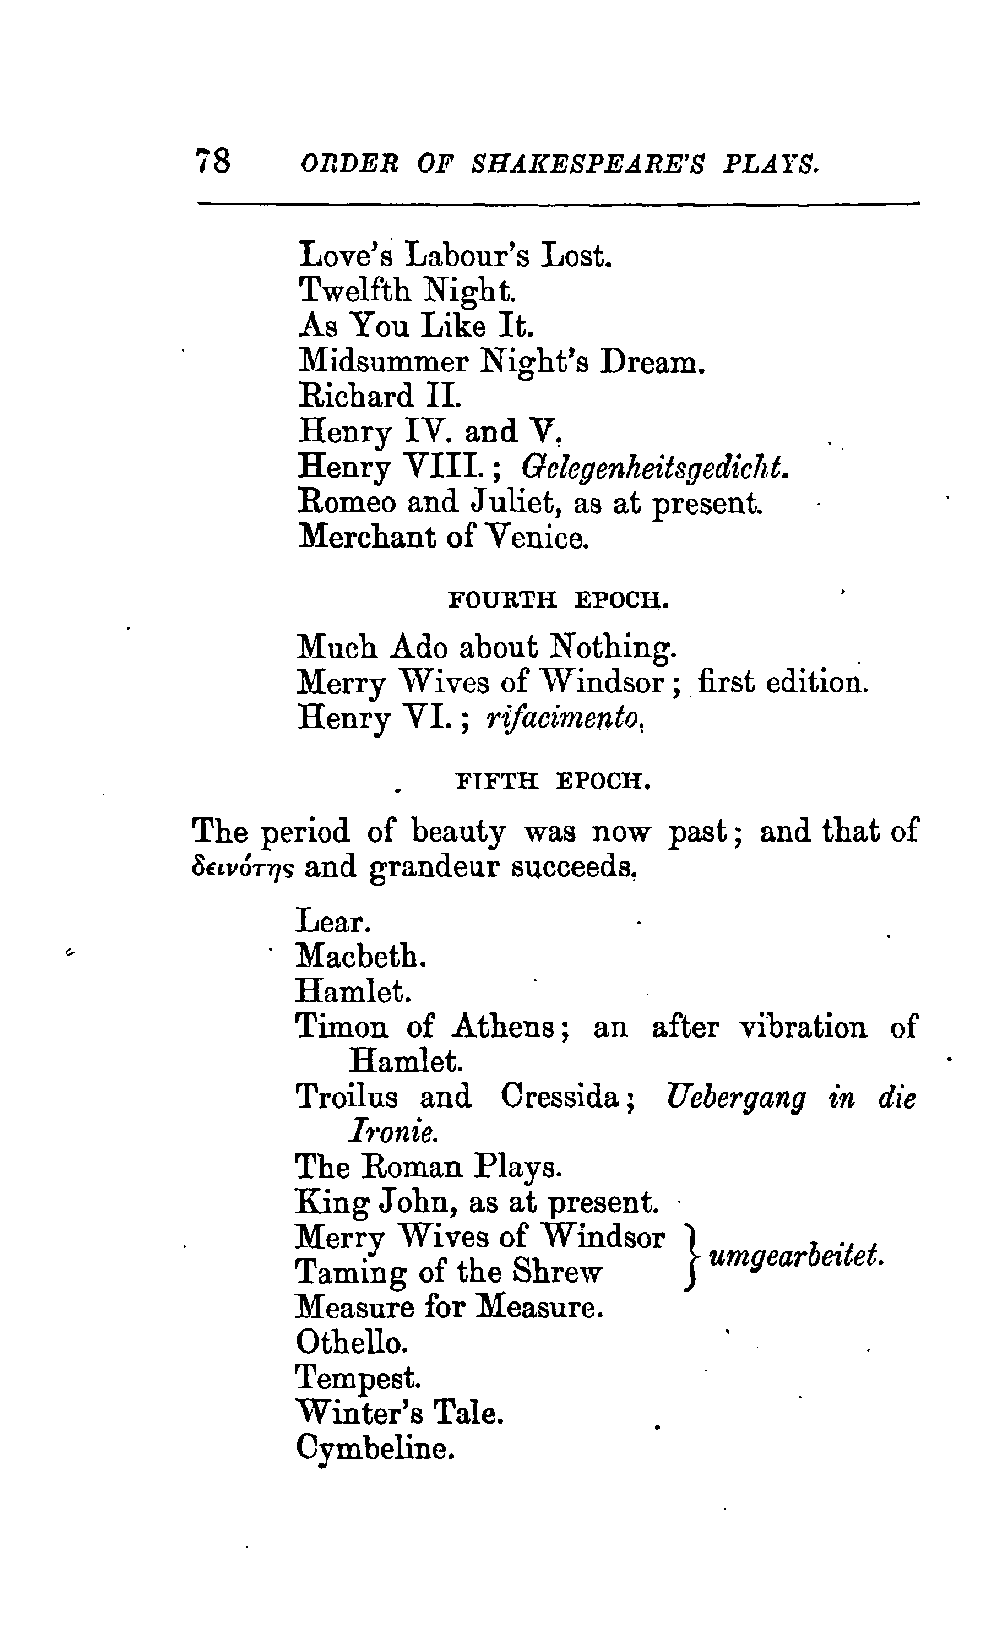 78 ORDER OF SHAKESPEARE'S PLAYS.
Love's Labour's Lost.
Twelfth Night.
As You Like It.
Midsummer Night's Dream.
Richard II.
Henry IV. and V.
Henry VIII.; Gelegenheitsgedicht.
Romeo and Juliet, as at present.
Merchant of Venice.
FOURTH EPOCH.
Much Ado about Nothing.
Merry Wives of Windsor; first edition.
Henry VI.; rifacimento.
FIFTH EPOCH.
The period of beauty was now past; and that of
δεινότης and grandeur succeeds.
Lear.
Macbeth.
Hamlet.
Timon of Athens; an after vibration of
Hamlet.
Troilus and Cressida; Uebergang in die
Ironie.
The Roman Plays.
King John, as at present.
Merry Wives of Windsor } umgearbeitet.
Taming of the Shrew
Measure for Measure.
Othello.
Tempest.
Winter's Tale.
Cymbeline.